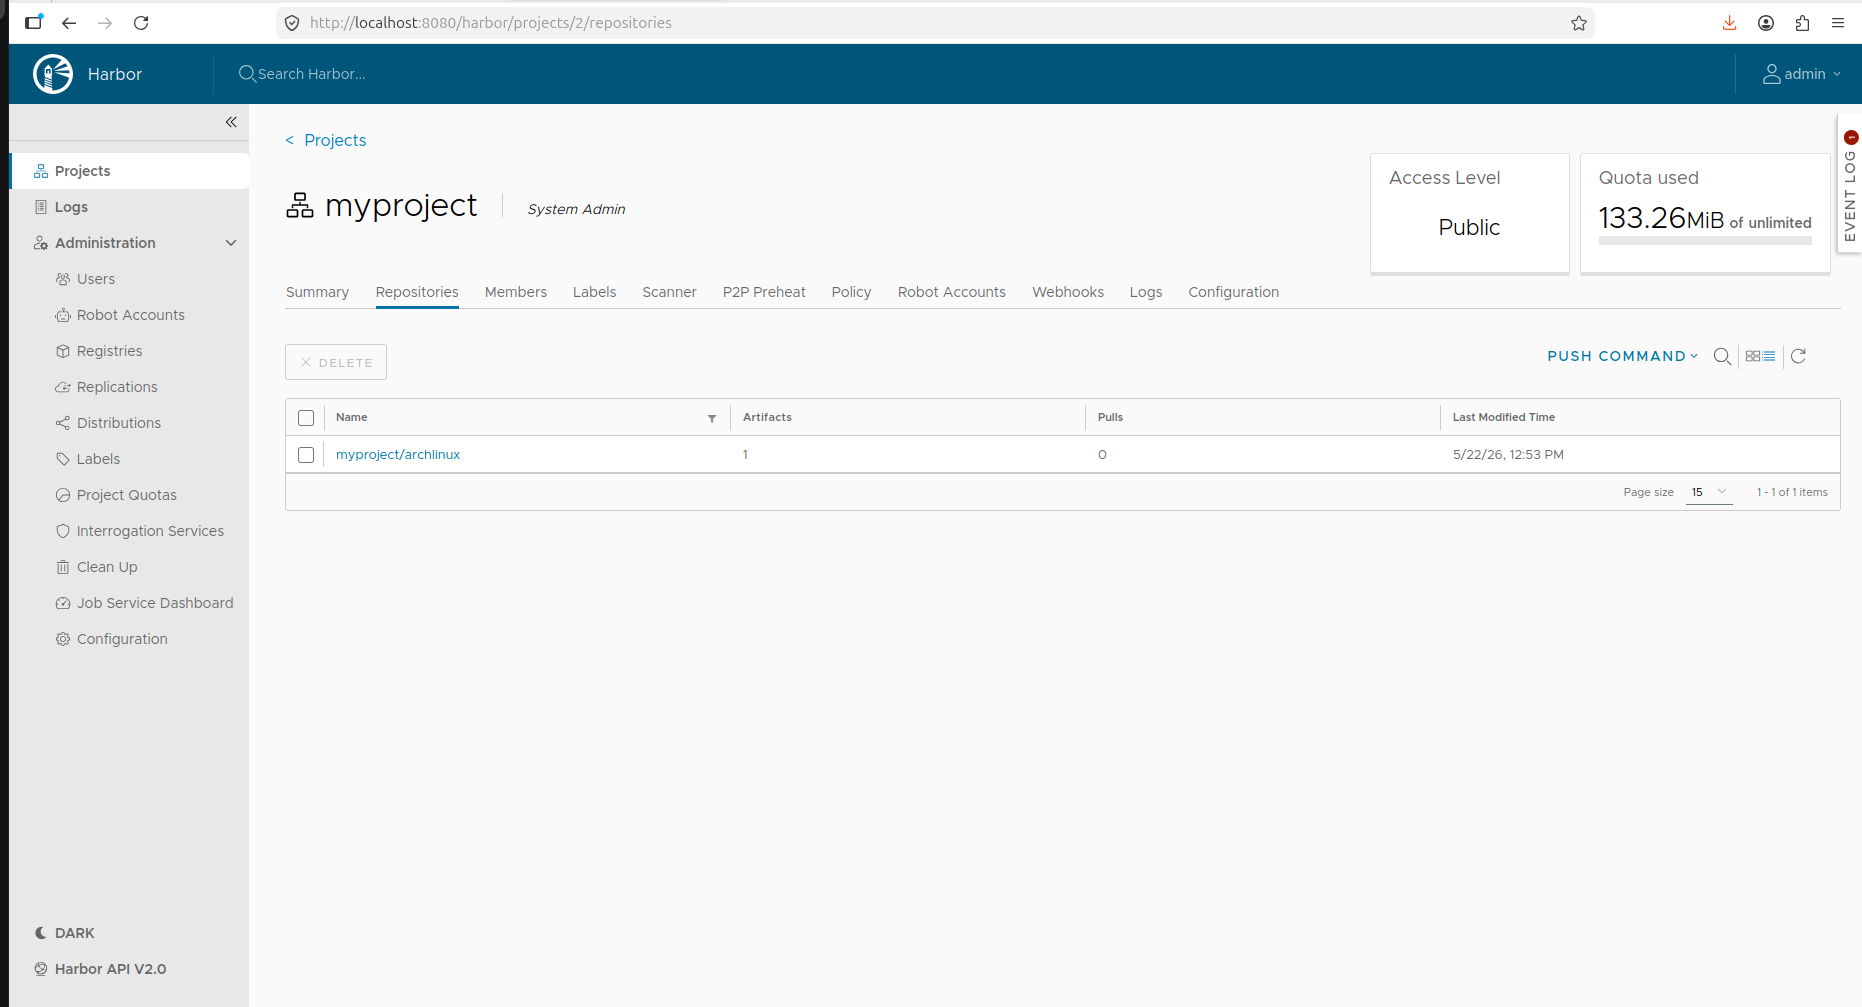 http://localhost:8080/harbor/projects/2/repositories
Harbor
Search Harbor...
admin
Projects
Logs
Administration
Users
Robot Accounts
Registries
Replications
Distributions
Labels
Project Quotas
Interrogation Services
Clean Up
Job Service Dashboard
Configuration
DARK
Harbor API V2.0
< Projects
myproject
System Admin
Access Level
Public
Quota used
133.26MiB of unlimited
EVENT LOG 1
Summary Repositories Members Labels Scanner P2P Preheat Policy Robot Accounts Webhooks Logs Configuration
DELETE
PUSH COMMAND
Name Artifacts Pulls Last Modified Time
myproject/archlinux 1 0 5/22/26, 12:53 PM
Page size 15 1 - 1 of 1 items